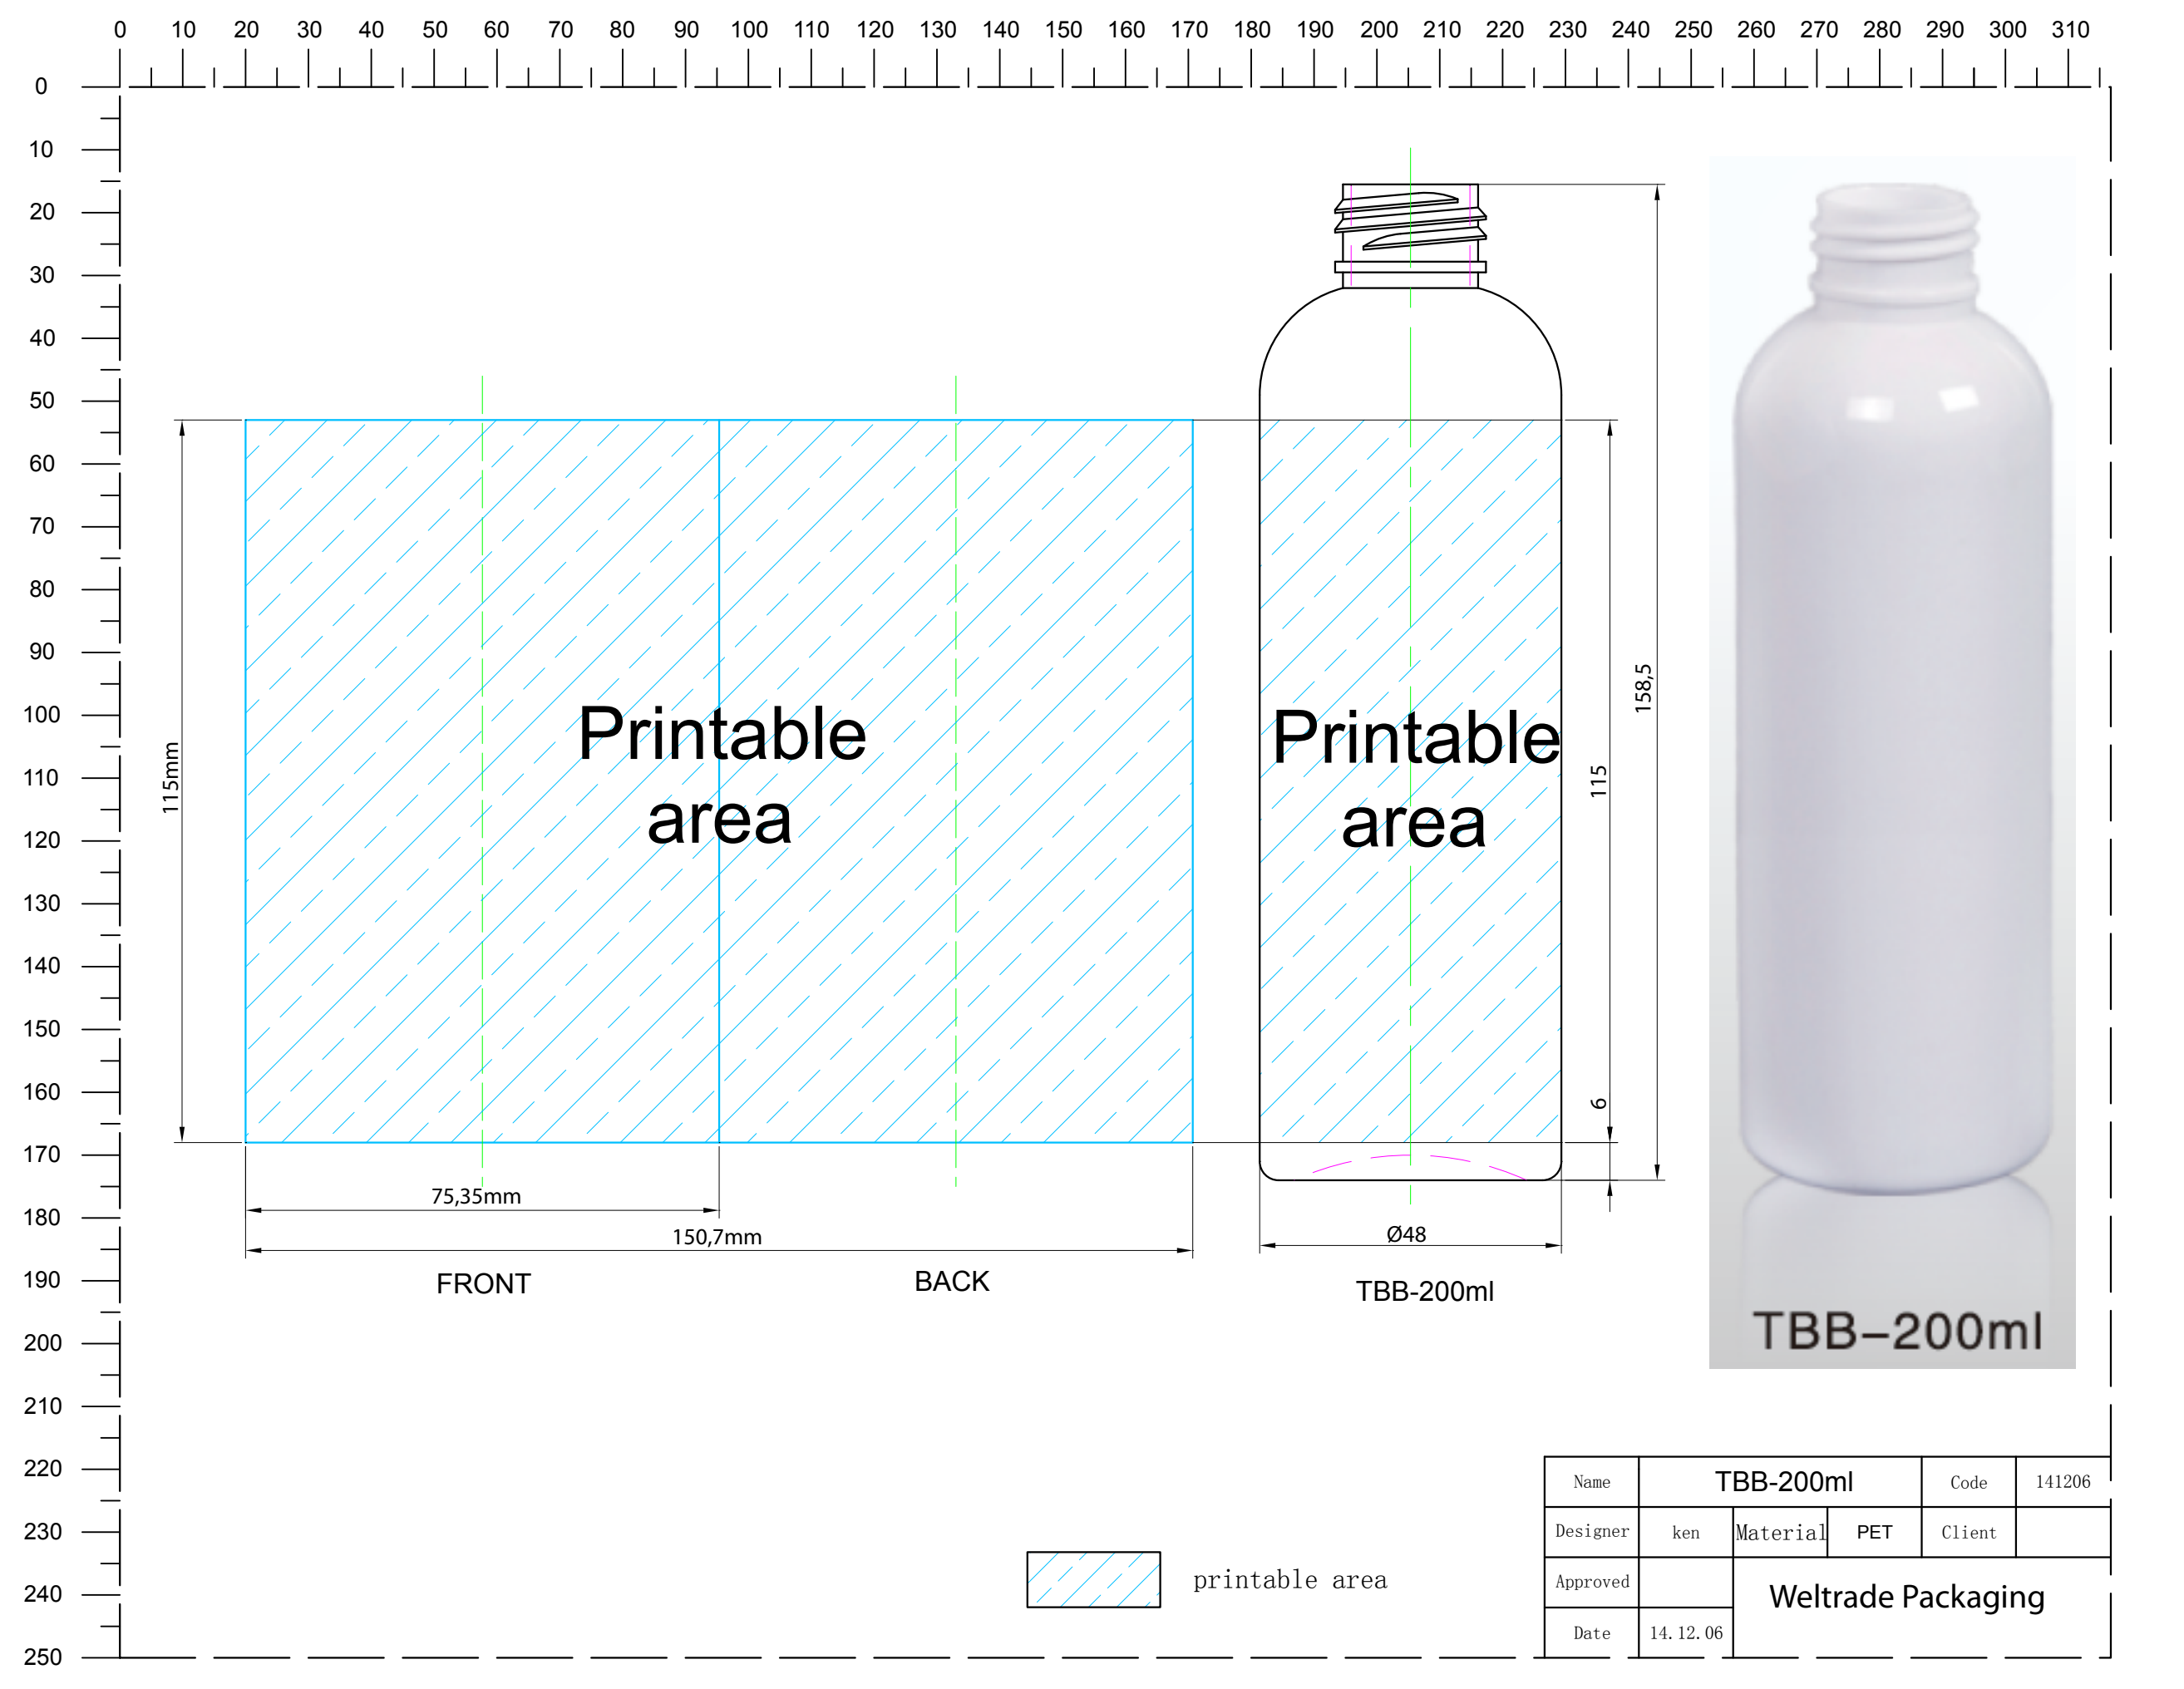 0 10 20 30 40 50 60 70 80 90 100 110 120 130 140 150 160 170 180 190 200 210 220 230 240 250 260 270 280 290 300 310
0
10
20
30
40
50
60
70
80
90
100
110
120
130
140
150
160
170
180
190
200
210
220
230
240
250
115mm
Printable
area
75,35mm
150,7mm
FRONT
BACK
Printable
area
158,5
115
6
Ø48
TBB-200ml
TBB-200ml
printable area
Name TBB-200ml Code 141206
Designer ken Material PET Client
Approved
Weltrade Packaging
Date 14.12.06